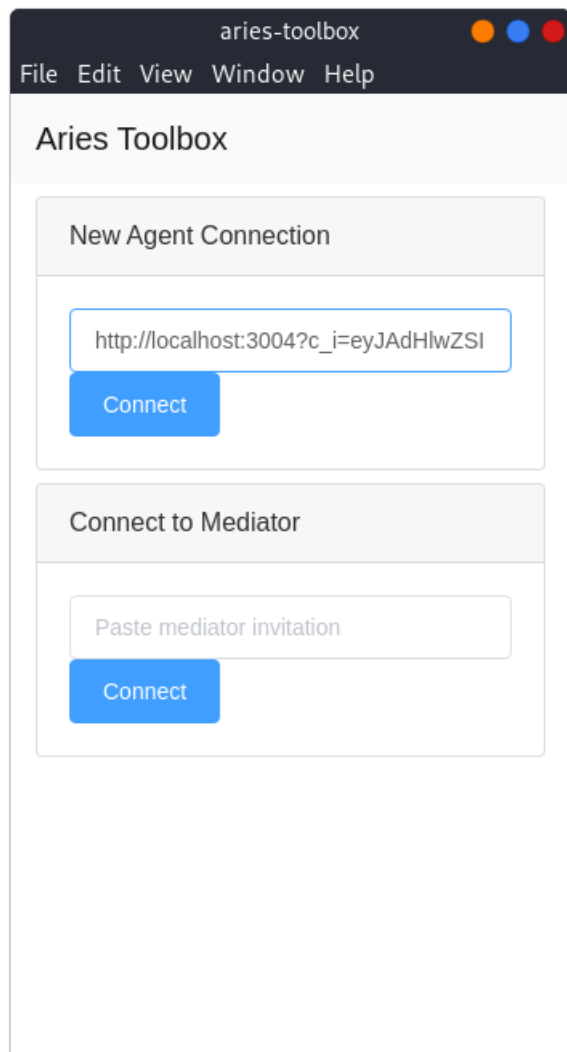 aries-toolbox
File Edit View Window Help
Aries Toolbox
New Agent Connection
http://localhost:3004?c_i=eyJAdHlwZSI
Connect
Connect to Mediator
Paste mediator invitation
Connect